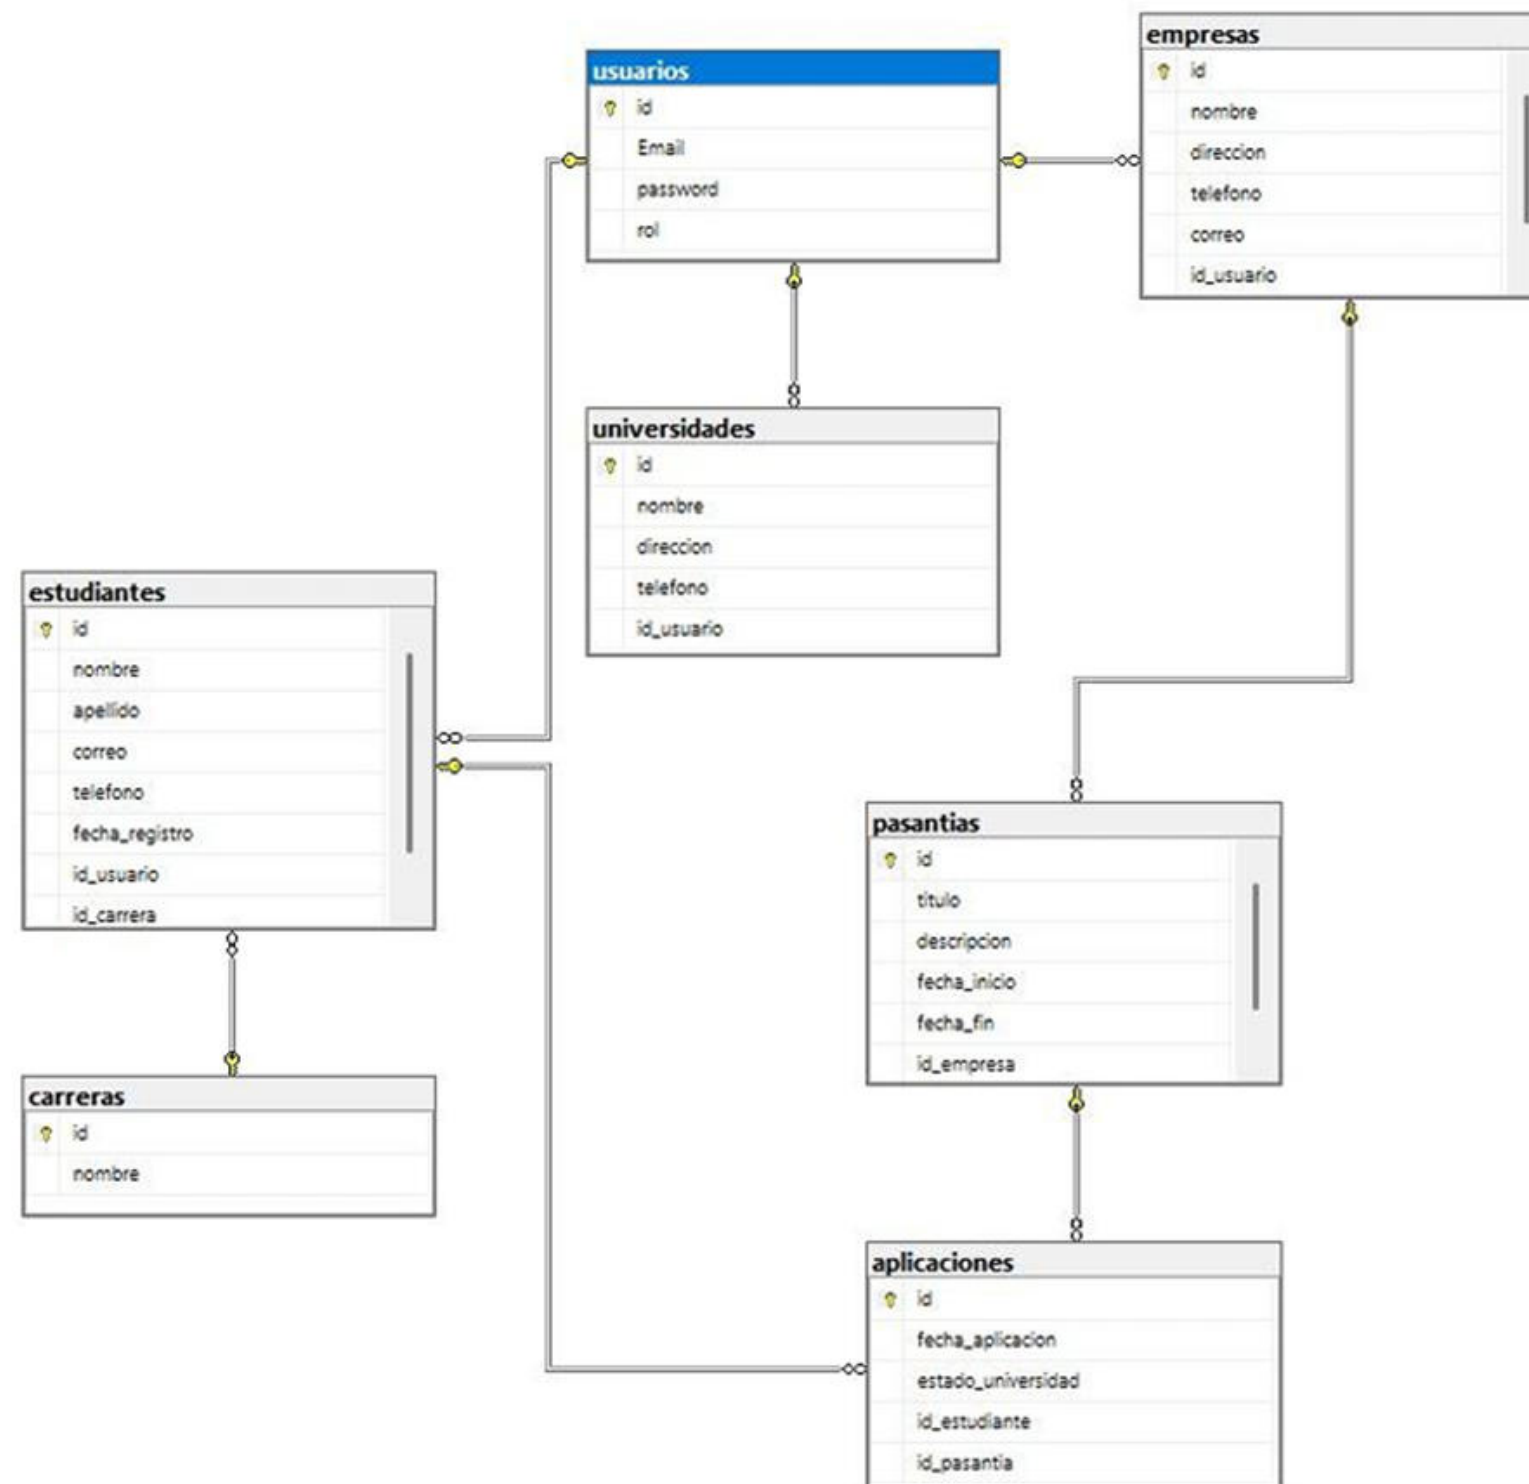 usuarios
id
Email
password
rol
empresas
id
nombre
direccion
telefono
correo
id_usuario
universidades
id
nombre
direccion
telefono
id_usuario
estudiantes
id
nombre
apellido
correo
telefono
fecha_registro
id_usuario
id_carrera
carreras
id
nombre
pasantias
id
titulo
descripcion
fecha_inicio
fecha_fin
id_empresa
aplicaciones
id
fecha_aplicacion
estado_universidad
id_estudiante
id_pasantia